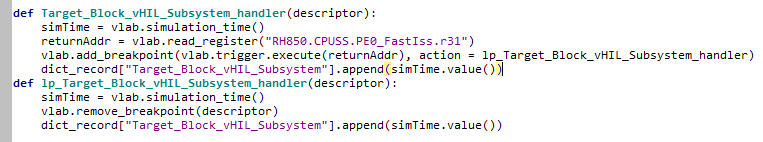 def Target_Block_vHIL_Subsystem_handler(descriptor):
    simTime = vlab.simulation_time()
    returnAddr = vlab.read_register("RH850.CPUSS.PE0_FastIss.r31")
    vlab.add_breakpoint(vlab.trigger.execute(returnAddr), action = lp_Target_Block_vHIL_Subsystem_handler)
    dict_record["Target_Block_vHIL_Subsystem"].append(simTime.value())
def lp_Target_Block_vHIL_Subsystem_handler(descriptor):
    simTime = vlab.simulation_time()
    vlab.remove_breakpoint(descriptor)
    dict_record["Target_Block_vHIL_Subsystem"].append(simTime.value())